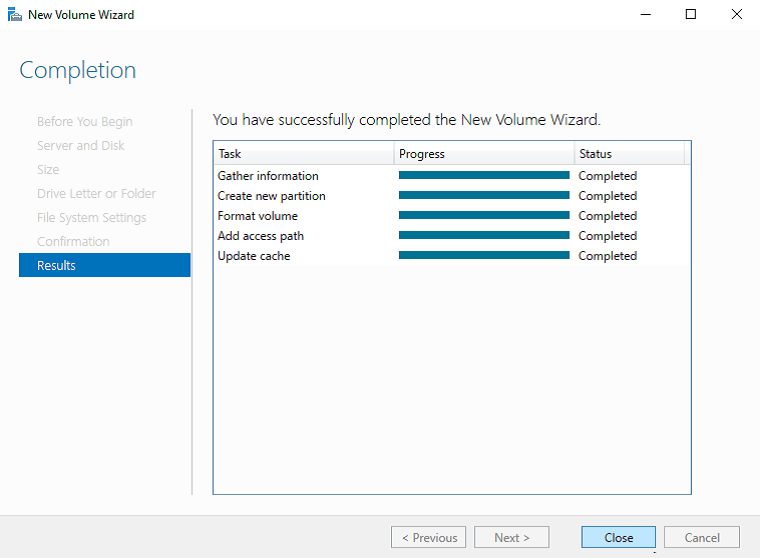 New Volume Wizard
Completion
Before You Begin
Server and Disk
Size
Drive Letter or Folder
File System Settings
Confirmation
Results
You have successfully completed the New Volume Wizard.
Task Progress Status
Gather information Completed
Create new partition Completed
Format volume Completed
Add access path Completed
Update cache Completed
< Previous Next > Close Cancel